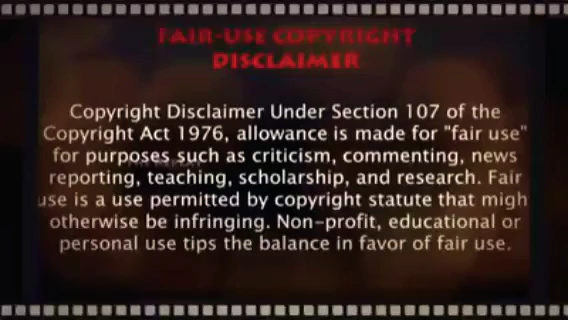 FAIR-USE COPYRIGHT
DISCLAIMER
Copyright Disclaimer Under Section 107 of the
Copyright Act 1976, allowance is made for "fair use"
for purposes such as criticism, commenting, news
reporting, teaching, scholarship, and research. Fair
use is a use permitted by copyright statute that migh
otherwise be infringing. Non-profit, educational or
personal use tips the balance in favor of fair use.